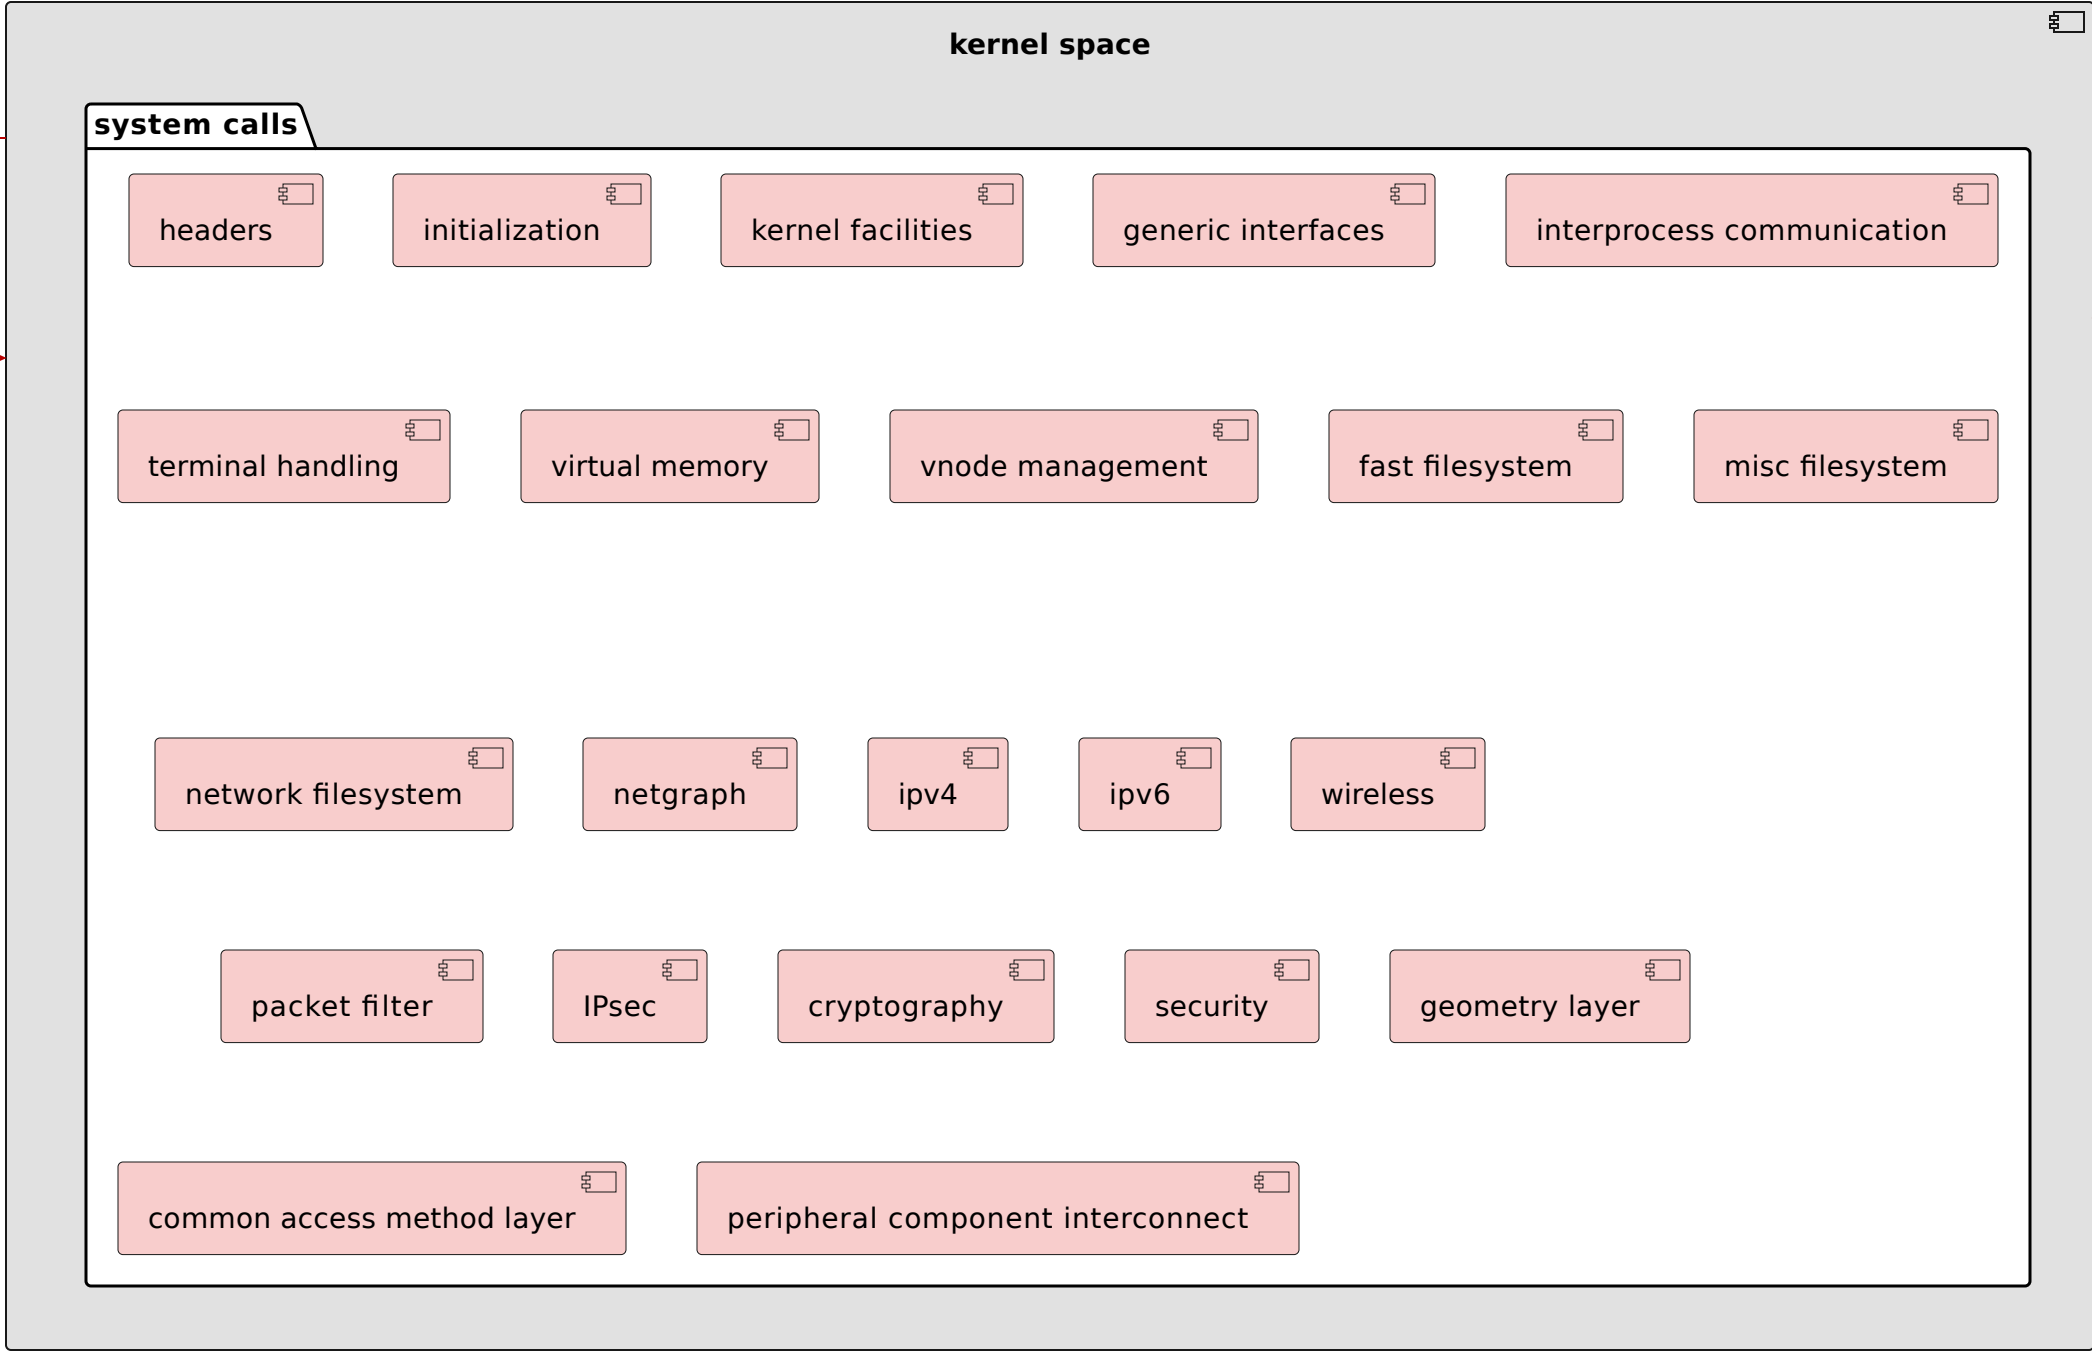 kernel space
system calls
headers
initialization
kernel facilities
generic interfaces
interprocess communication
terminal handling
virtual memory
vnode management
fast filesystem
misc filesystem
network filesystem
netgraph
ipv4
ipv6
wireless
packet filter
IPsec
cryptography
security
geometry layer
common access method layer
peripheral component interconnect